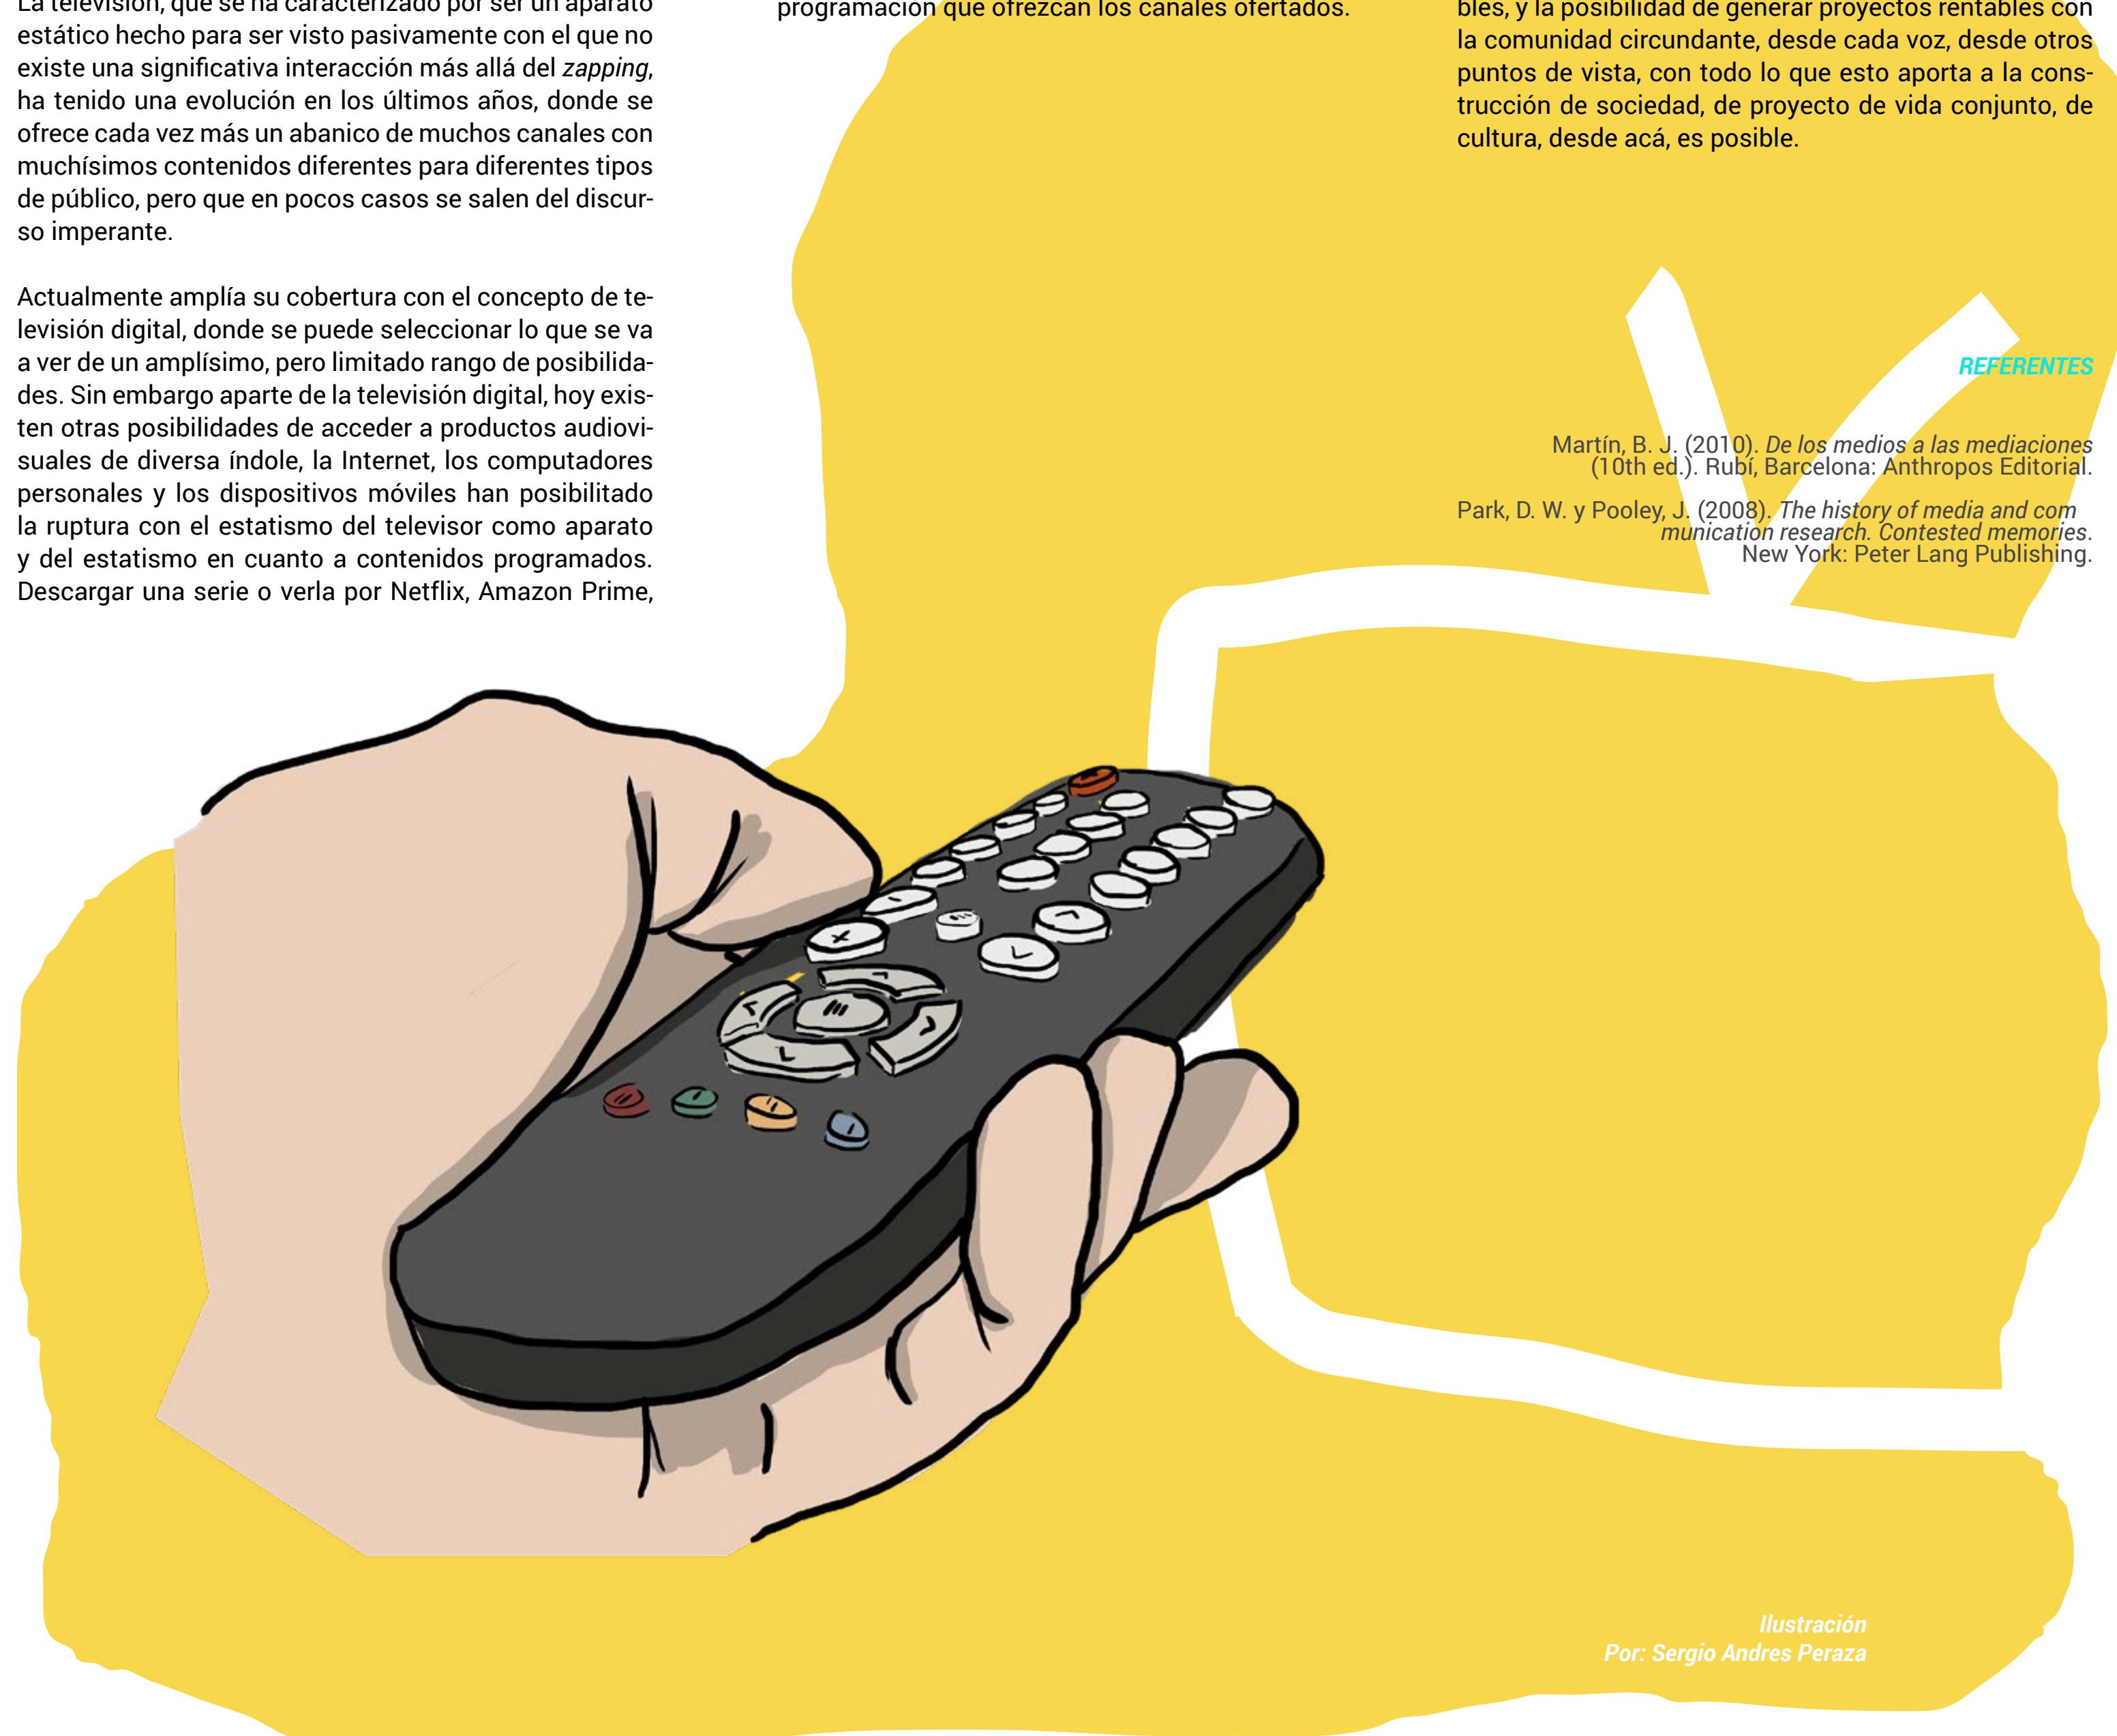 La televisión, que se ha caracterizado por ser un aparato
estático hecho para ser visto pasivamente con el que no
existe una significativa interacción más allá del zapping,
ha tenido una evolución en los últimos años, donde se
ofrece cada vez más un abanico de muchos canales con
muchísimos contenidos diferentes para diferentes tipos
de público, pero que en pocos casos se salen del discur-
so imperante.
Actualmente amplía su cobertura con el concepto de te-
levisión digital, donde se puede seleccionar lo que se va
a ver de un amplísimo, pero limitado rango de posibilida-
des. Sin embargo aparte de la televisión digital, hoy exis-
ten otras posibilidades de acceder a productos audiovi-
suales de diversa índole, la Internet, los computadores
personales y los dispositivos móviles han posibilitado
la ruptura con el estatismo del televisor como aparato
y del estatismo en cuanto a contenidos programados.
Descargar una serie o verla por Netflix, Amazon Prime,
programación que ofrezcan los canales ofertados.
bles, y la posibilidad de generar proyectos rentables con
la comunidad circundante, desde cada voz, desde otros
puntos de vista, con todo lo que esto aporta a la cons-
trucción de sociedad, de proyecto de vida conjunto, de
cultura, desde acá, es posible.
REFERENTES
Martín, B. J. (2010). De los medios a las mediaciones
(10th ed.). Rubí, Barcelona: Anthropos Editorial.
Park, D. W. y Pooley, J. (2008). The history of media and com
munication research. Contested memories.
New York: Peter Lang Publishing.
Ilustración
Por: Sergio Andres Peraza